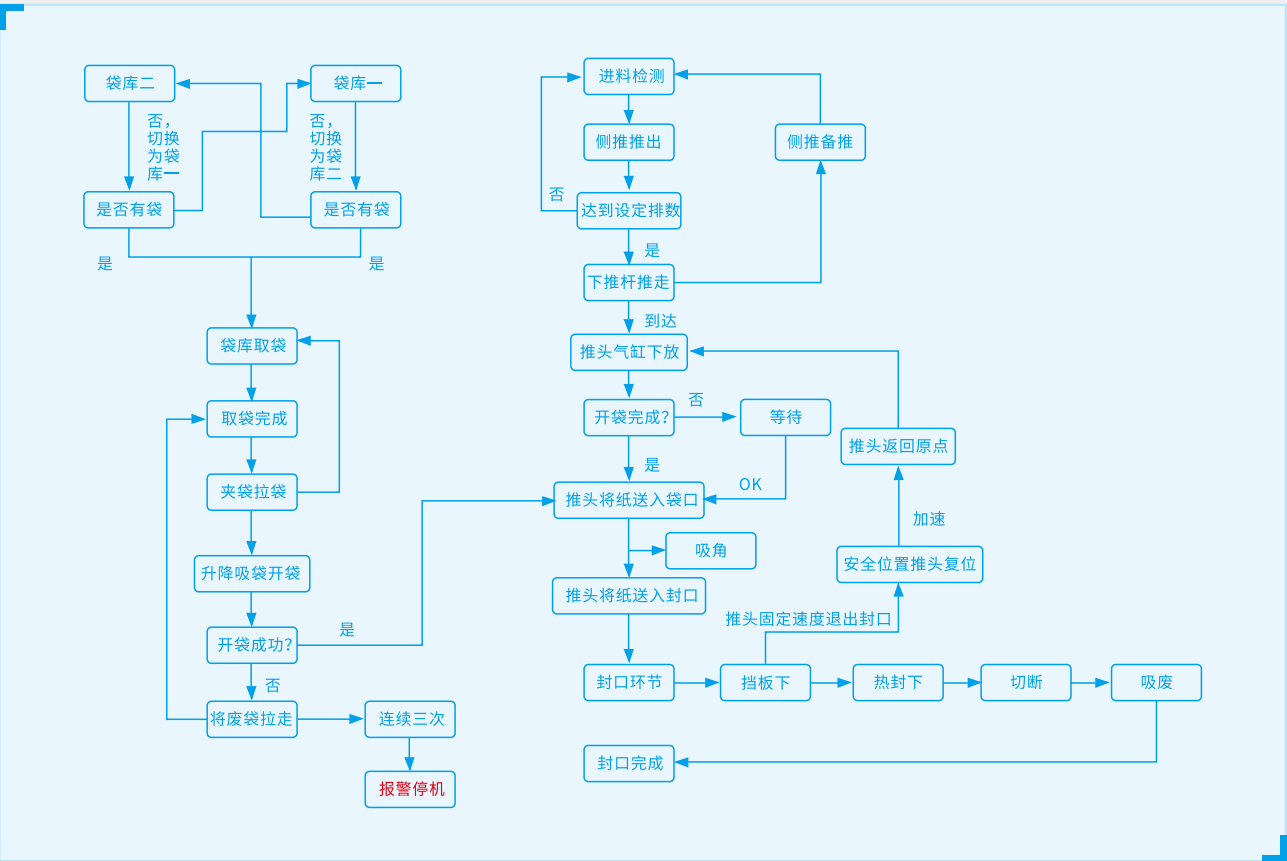 袋库二
袋库一
否，
切换
为袋
库一
否，
切换
为袋
库二
是否有袋
是否有袋
是
是
袋库取袋
取袋完成
夹袋拉袋
升降吸袋开袋
开袋成功?
是
否
将废袋拉走
连续三次
报警停机
进料检测
侧推推出
侧推备推
否
达到设定排数
是
下推杆推走
到达
推头气缸下放
开袋完成?
否
等待
是
OK
推头将纸送入袋口
吸角
推头将纸送入封口
推头返回原点
加速
安全位置推头复位
推头固定速度退出封口
封口环节
挡板下
热封下
切断
吸废
封口完成